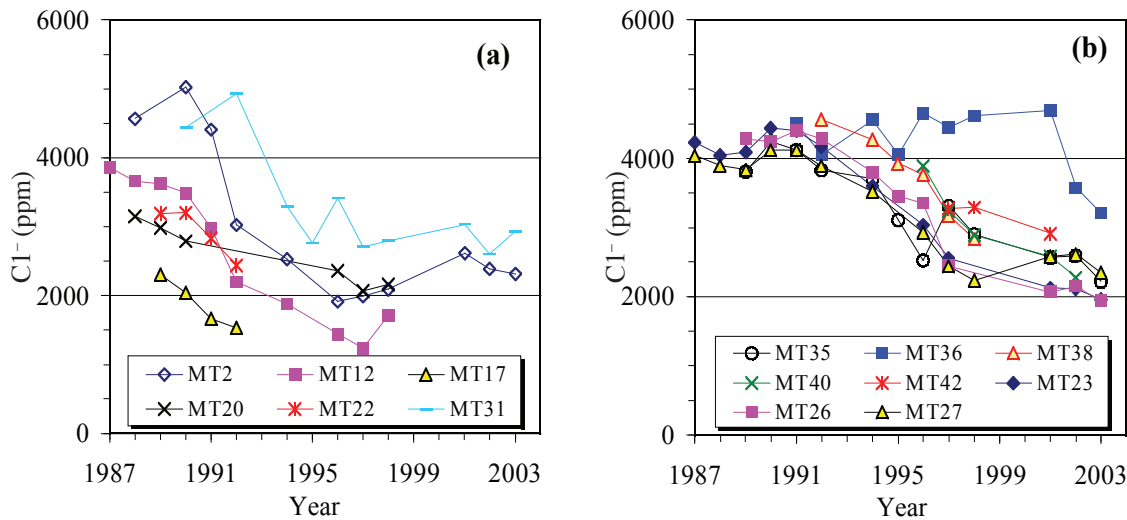 (a)
Cl⁻ (ppm)
6000
4000
2000
0
1987
1991
1995
1999
2003
Year
MT2 MT12 MT17
MT20 MT22 MT31
(b)
Cl⁻ (ppm)
6000
4000
2000
0
1987
1991
1995
1999
2003
Year
MT35 MT36 MT38
MT40 MT42 MT23
MT26 MT27